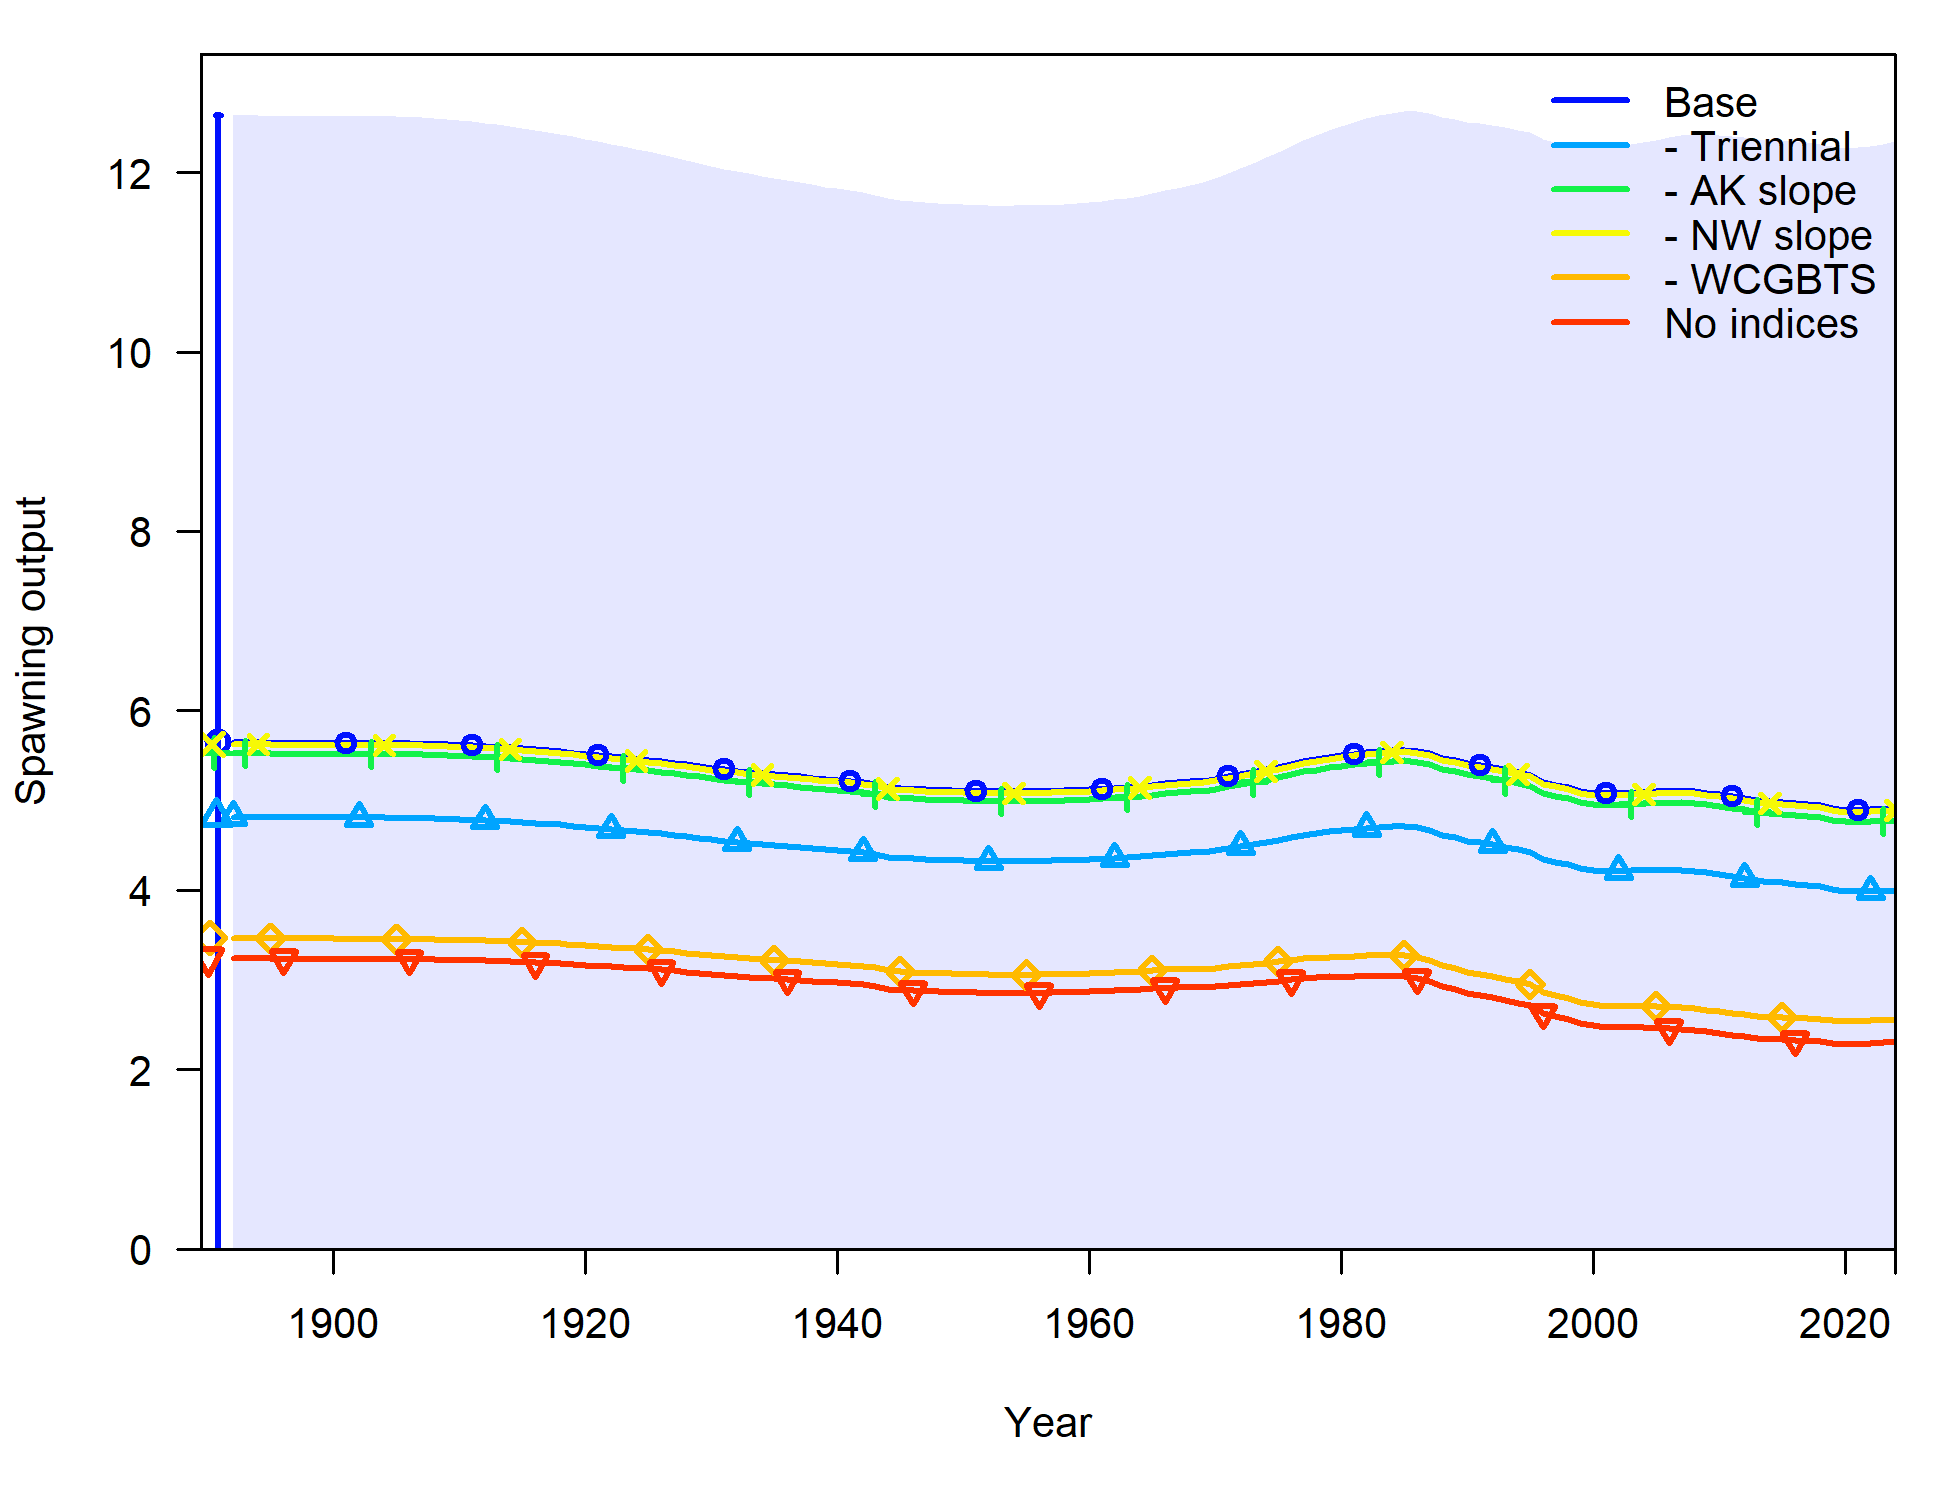 Base
- Triennial
- AK slope
- NW slope
- WCGBTS
No indices
12
10
8
6
4
2
0
Spawning output
1900 1920 1940 1960 1980 2000 2020
Year